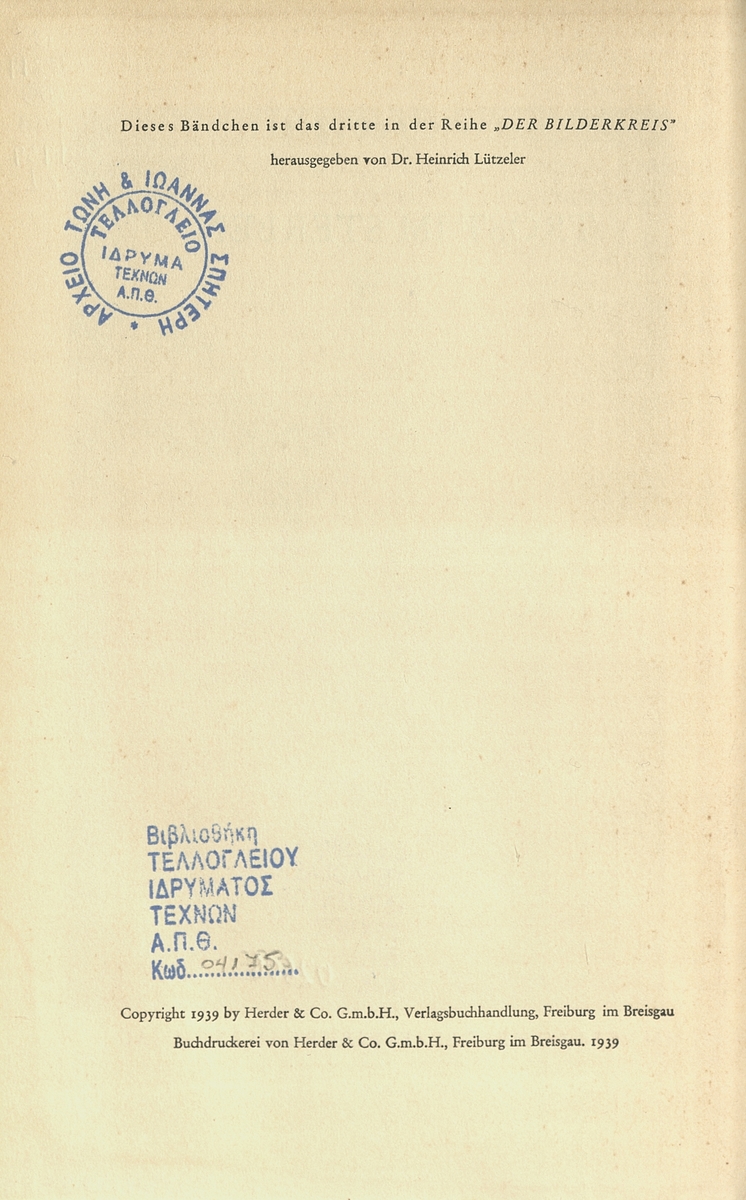 Dieses Bändchen ist das dritte in der Reihe „DER BILDERKREIS”
herausgegeben von Dr. Heinrich Lützeler
ΑΡΧΕΙΟ ΤΩΝΗ & ΙΩΑΝΝΑΣ ΣΠΗΤΕΡΗ *
ΤΕΛΛΟΓΛΕΙΟ
ΙΔΡΥΜΑ
ΤΕΧΝΩΝ
Α.Π.Θ.
Βιβλιοθήκη
ΤΕΛΛΟΓΛΕΙΟΥ
ΙΔΡΥΜΑΤΟΣ
ΤΕΧΝΩΝ
Α.Π.Θ.
Κωδ. 04175
Copyright 1939 by Herder & Co. G.m.b.H., Verlagsbuchhandlung, Freiburg im Breisgau
Buchdruckerei von Herder & Co. G.m.b.H., Freiburg im Breisgau. 1939